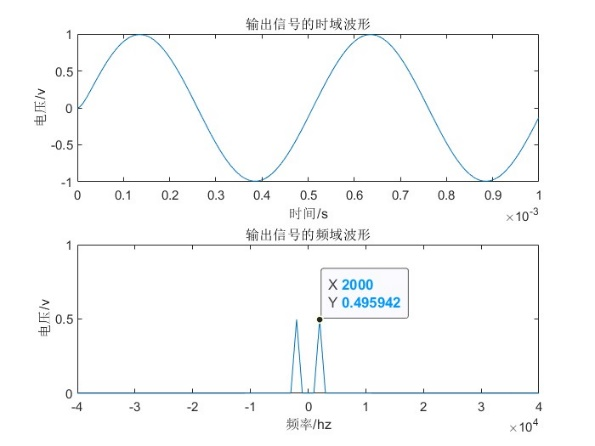 输出信号的时域波形
1
0.5
0
-0.5
-1
电压/v
0 0.1 0.2 0.3 0.4 0.5 0.6 0.7 0.8 0.9 1
时间/s
×10-3
输出信号的频域波形
1
0.5
0
电压/v
X 2000
Y 0.495942
-4 -3 -2 -1 0 1 2 3 4
频率/hz
×104